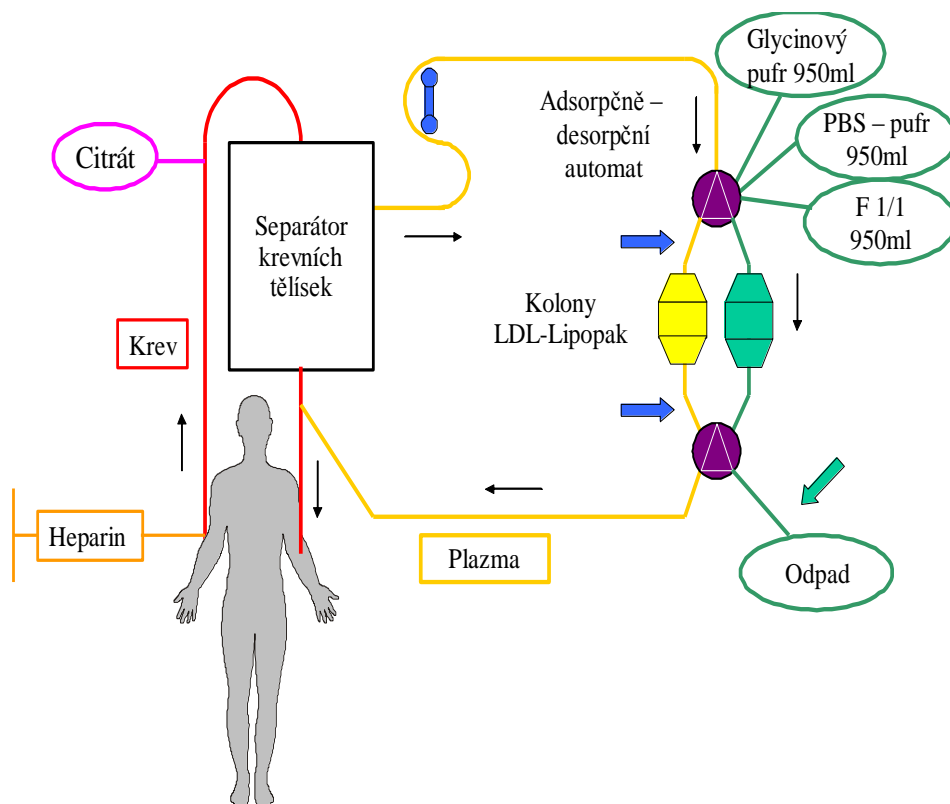 Glycinový
pufr 950ml
Adsorpčně –
desorpční
automat
PBS – pufr
950ml
Citrát
F 1/1
950ml
Separátor
krevních
tělísek
Kolony
LDL-Lipopak
Krev
Heparin
Plazma
Odpad